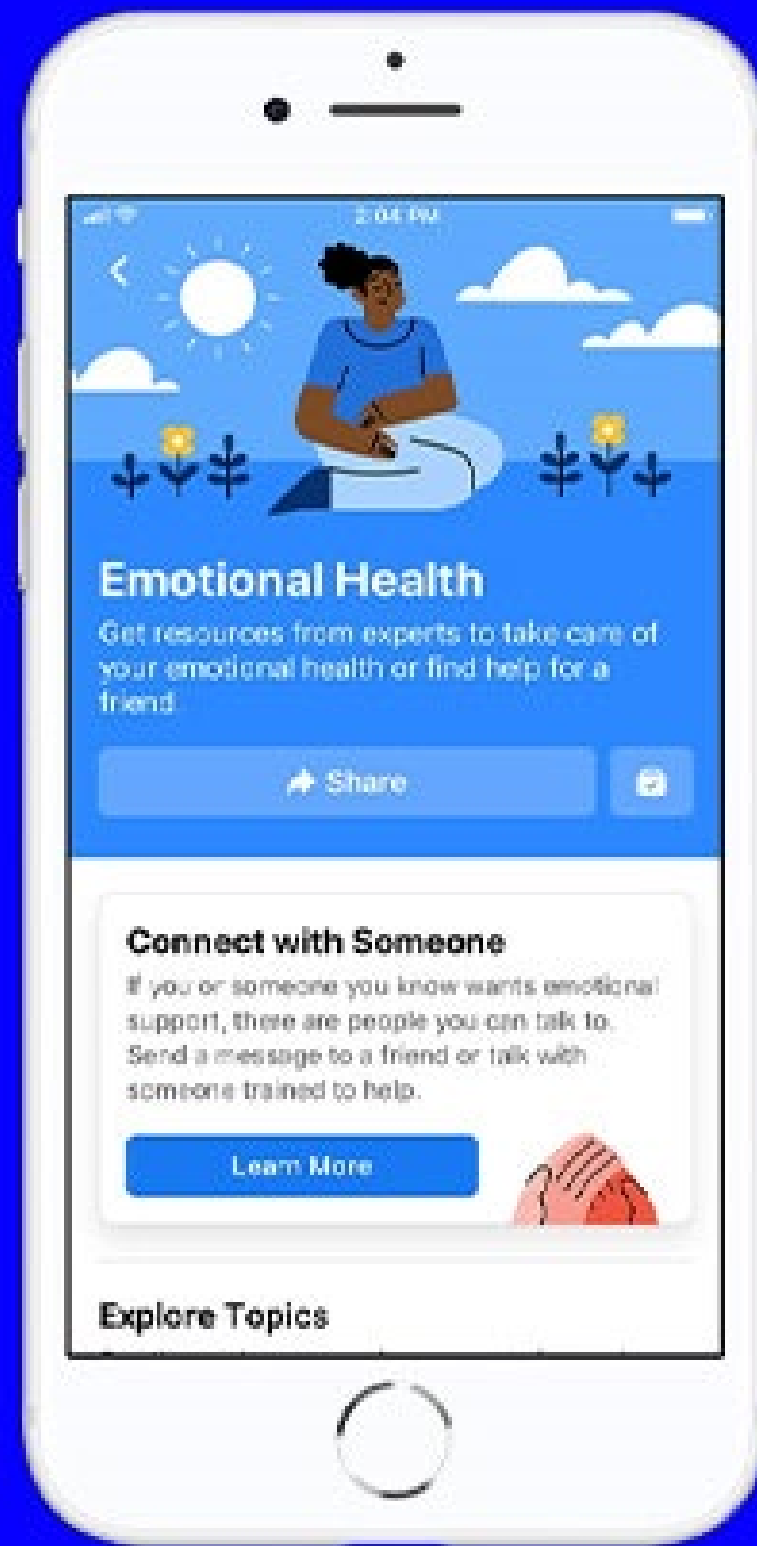 2:04 PM
Emotional Health
Get resources from experts to take care of
your emotional health or find help for a
friend
Share
Connect with Someone
If you or someone you know wants emotional
support, there are people you can talk to.
Send a message to a friend or talk with
someone trained to help.
Learn More
Explore Topics